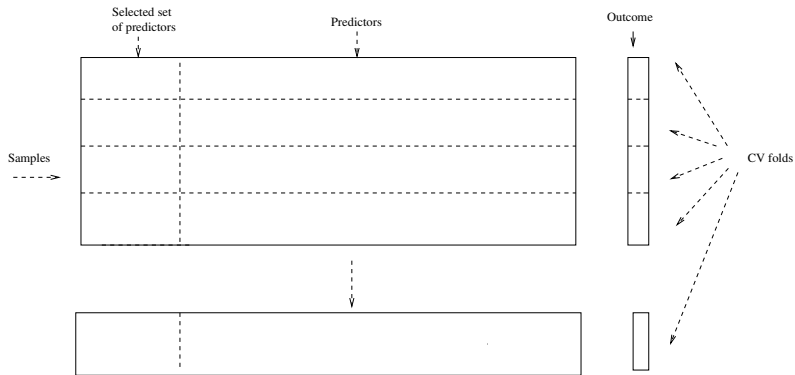 Selected set
of predictors
Predictors
Outcome
Samples
CV folds